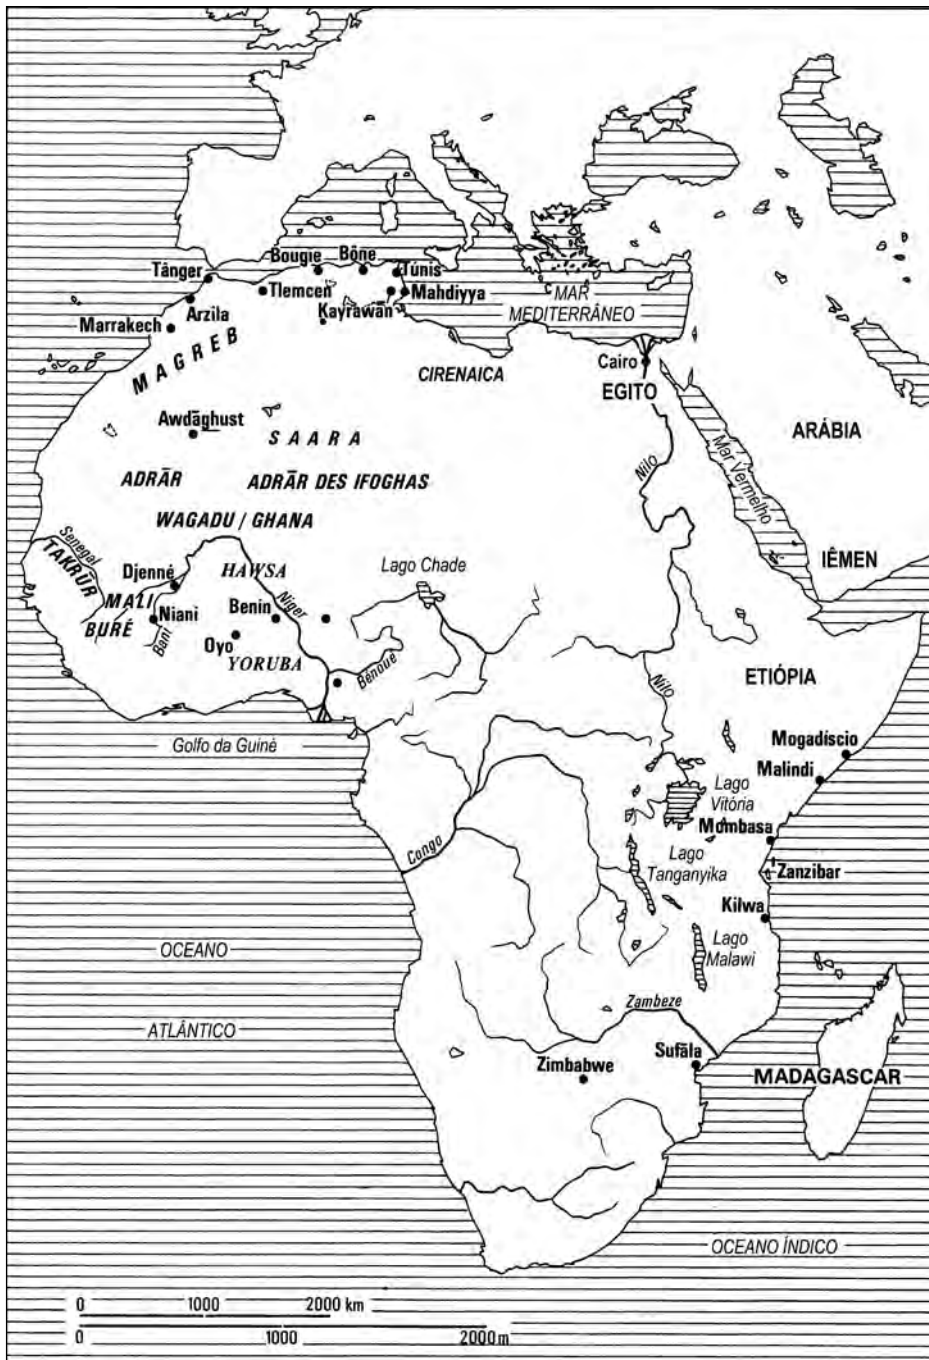 Bougie
Bône
Túnis
Tânger
Tlemcen
Mahdiyya
MAR
MEDITERRÂNEO
Arzila
Kayrawān
Marrakech
MAGREB
Cairo
CIRENAICA
EGITO
Awdāghust
SAARA
ARÁBIA
Nilo
Mar Vermelho
ADRĀR
ADRĀR DES IFOGHAS
WAGADU / GHANA
Senegal
TAKRŪR
IÊMEN
Lago Chade
Djenné
HAWSA
MALI
Niger
Niani
Benin
BURÉ
Bani
Oyo
YORUBA
Bénoué
Nilo
ETIÓPIA
Golfo da Guiné
Mogadíscio
Malindi
Lago
Vitória
Mombasa
Congo
Lago
Tanganyika
Zanzibar
Kilwa
OCEANO
Lago
Malawi
ATLÂNTICO
Zambeze
Sufāla
Zimbabwe
MADAGASCAR
OCEANO ÍNDICO
0 1000 2000 km
0 1000 2000 m